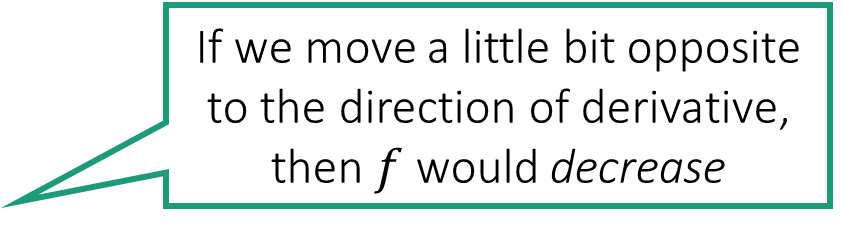 If we move a little bit opposite
to the direction of derivative,
then f would decrease